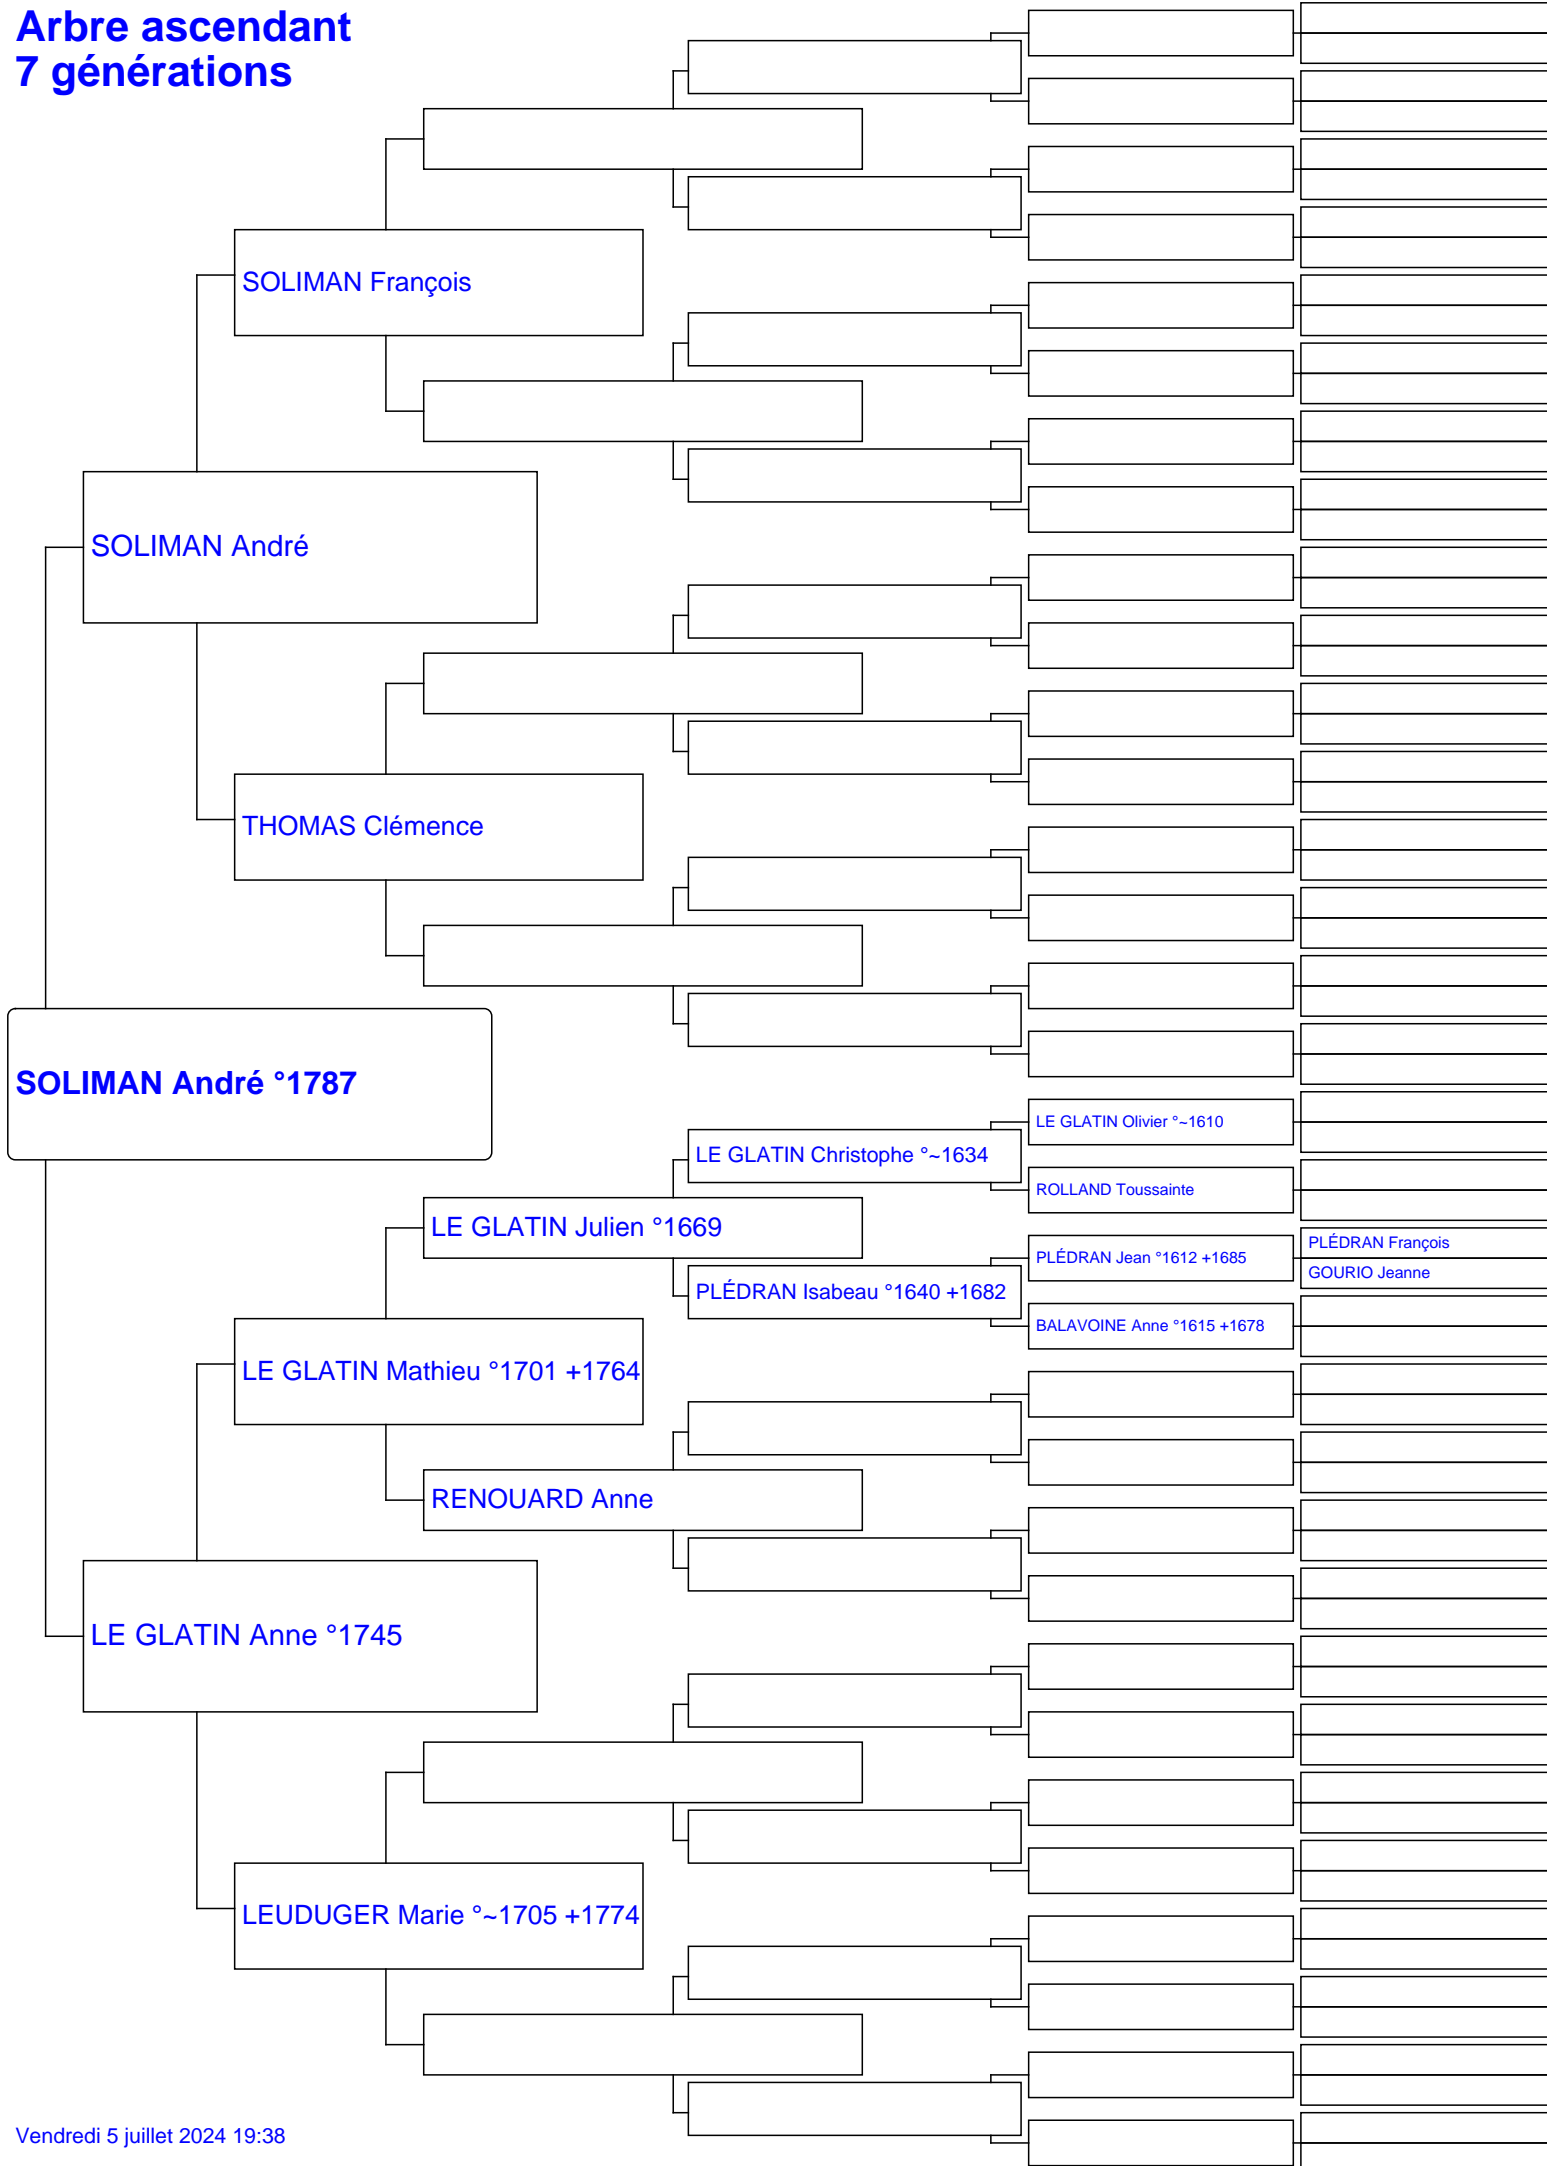 Arbre ascendant
7 générations
SOLIMAN François
SOLIMAN André
THOMAS Clémence
SOLIMAN André °1787
LE GLATIN Olivier °~1610
LE GLATIN Christophe °~1634
ROLLAND Toussainte
LE GLATIN Julien °1669
PLÉDRAN François
PLÉDRAN Jean °1612 +1685
GOURIO Jeanne
PLÉDRAN Isabeau °1640 +1682
BALAVOINE Anne °1615 +1678
LE GLATIN Mathieu °1701 +1764
RENOUARD Anne
LE GLATIN Anne °1745
LEUDUGER Marie °~1705 +1774
Vendredi 5 juillet 2024 19:38